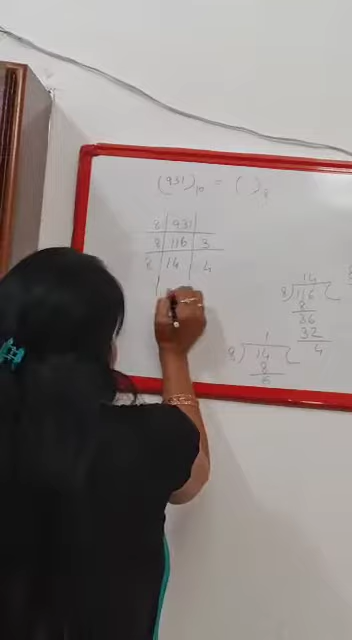 (931)₁₀ = ( )₈
8 | 931 |
8 | 116 | 3
8 | 14 | 4
14
8 ) 116 (
8
36
32
4
1
8 ) 14 (
8
6
8